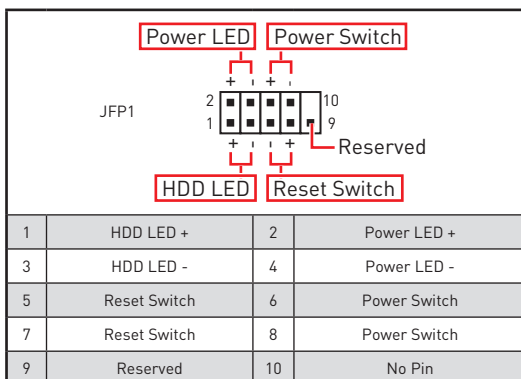 Power LED Power Switch
+ - + -
JFP1
2 10
1 9
+ - - +
Reserved
HDD LED Reset Switch
1 HDD LED + 2 Power LED +
3 HDD LED - 4 Power LED -
5 Reset Switch 6 Power Switch
7 Reset Switch 8 Power Switch
9 Reserved 10 No Pin